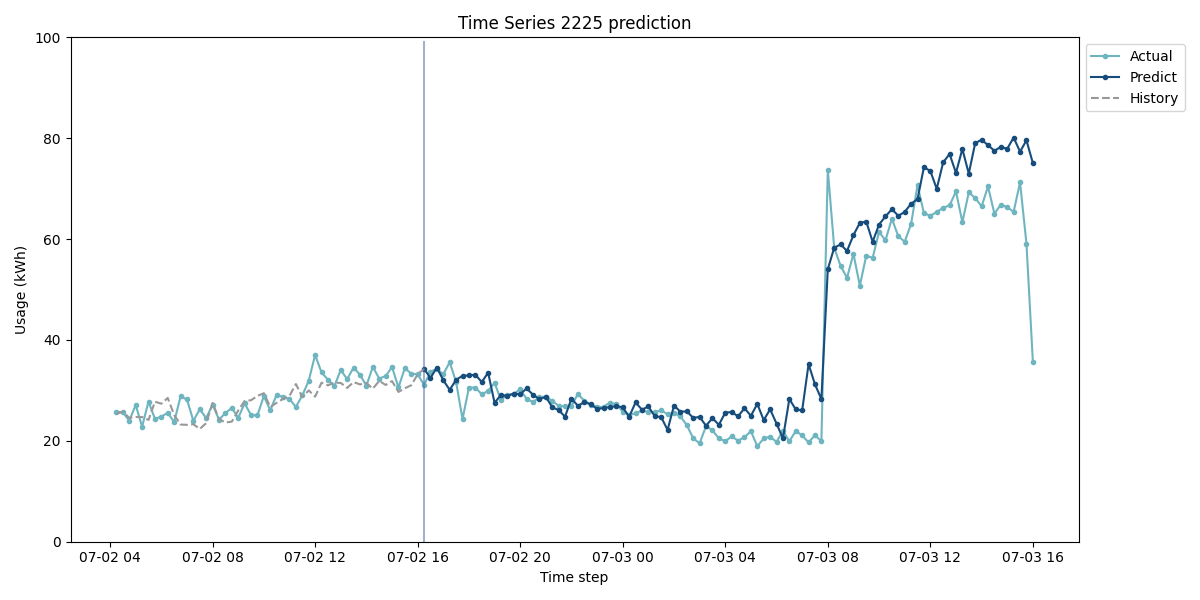 Time Series 2225 prediction
100
80
60
40
20
0
Usage (kWh)
07-02 04 07-02 08 07-02 12 07-02 16 07-02 20 07-03 00 07-03 04 07-03 08 07-03 12 07-03 16
Time step
Actual
Predict
History